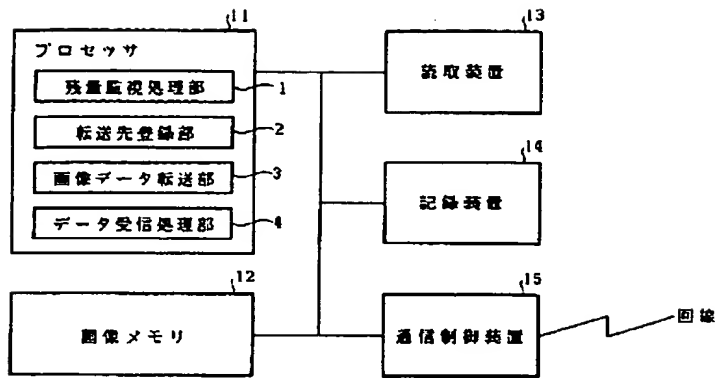 11
プロセッサ
残量監視処理部 1
転送先登録部 2
画像データ転送部 3
データ受信処理部 4
12
画像メモリ
13
読取装置
14
記録装置
15
通信制御装置
回線